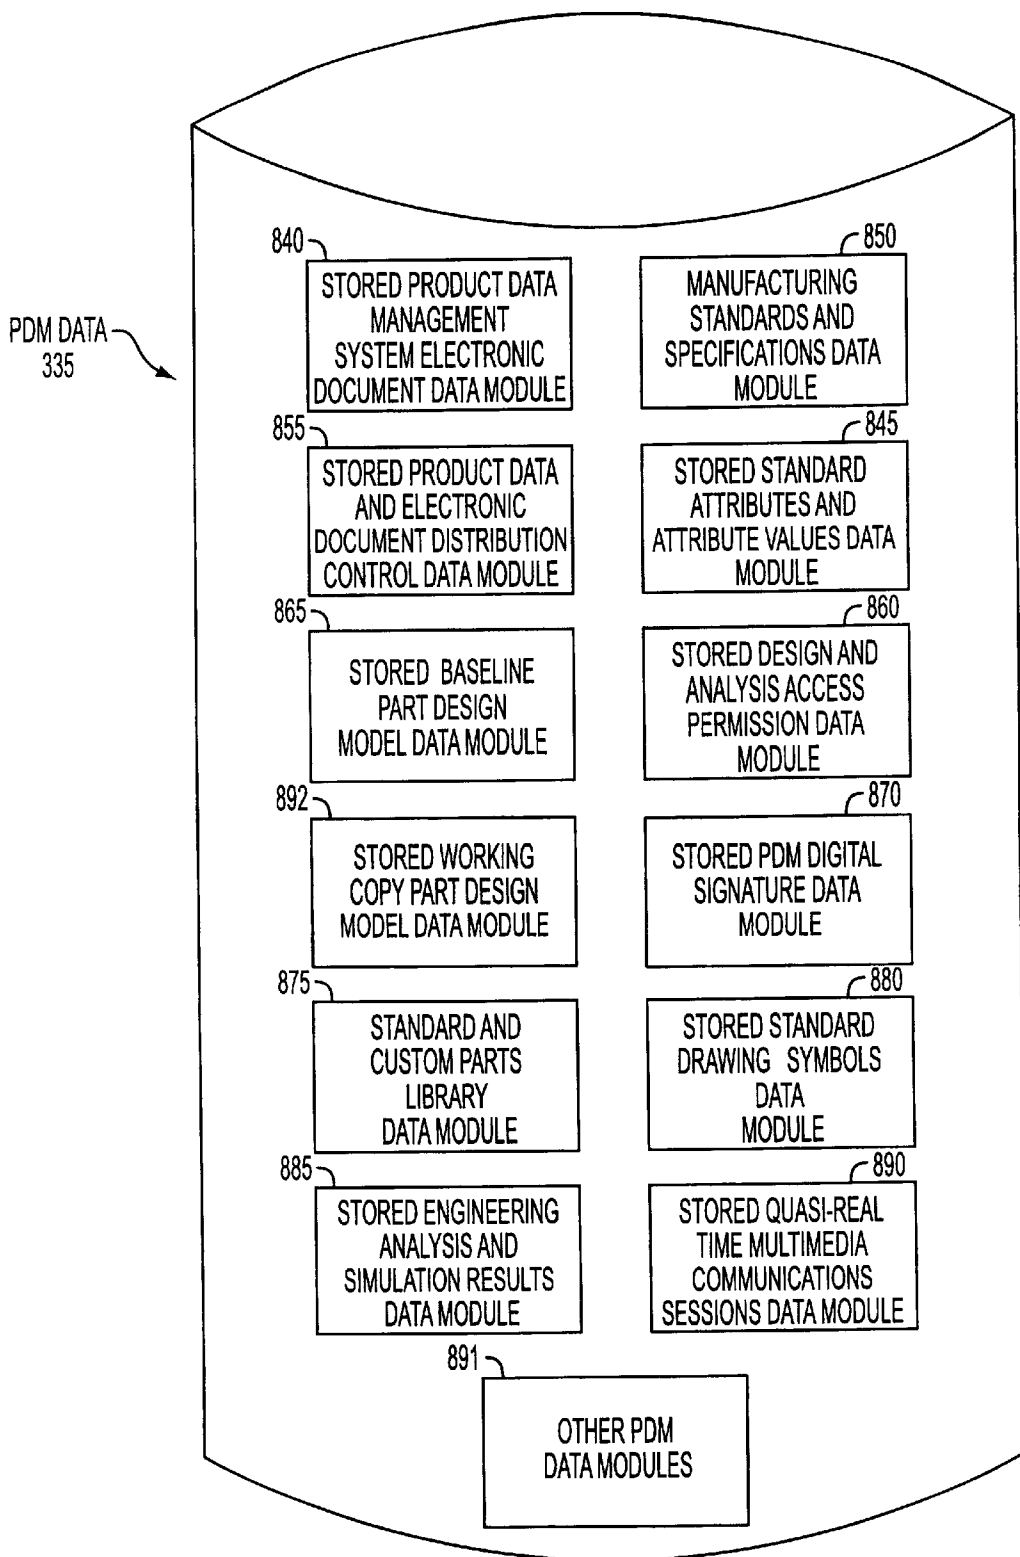 PDM DATA
335
840
STORED PRODUCT DATA
MANAGEMENT
SYSTEM ELECTRONIC
DOCUMENT DATA MODULE
850
MANUFACTURING
STANDARDS AND
SPECIFICATIONS DATA
MODULE
855
STORED PRODUCT DATA
AND ELECTRONIC
DOCUMENT DISTRIBUTION
CONTROL DATA MODULE
845
STORED STANDARD
ATTRIBUTES AND
ATTRIBUTE VALUES DATA
MODULE
865
STORED BASELINE
PART DESIGN
MODEL DATA MODULE
860
STORED DESIGN AND
ANALYSIS ACCESS
PERMISSION DATA
MODULE
892
STORED WORKING
COPY PART DESIGN
MODEL DATA MODULE
870
STORED PDM DIGITAL
SIGNATURE DATA
MODULE
875
STANDARD AND
CUSTOM PARTS
LIBRARY
DATA MODULE
880
STORED STANDARD
DRAWING SYMBOLS
DATA
MODULE
885
STORED ENGINEERING
ANALYSIS AND
SIMULATION RESULTS
DATA MODULE
890
STORED QUASI-REAL
TIME MULTIMEDIA
COMMUNICATIONS
SESSIONS DATA MODULE
891
OTHER PDM
DATA MODULES